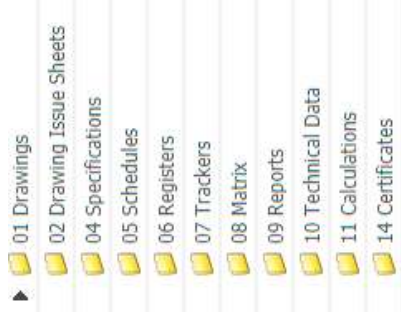 01 Drawings
02 Drawing Issue Sheets
04 Specifications
05 Schedules
06 Registers
07 Trackers
08 Matrix
09 Reports
10 Technical Data
11 Calculations
14 Certificates